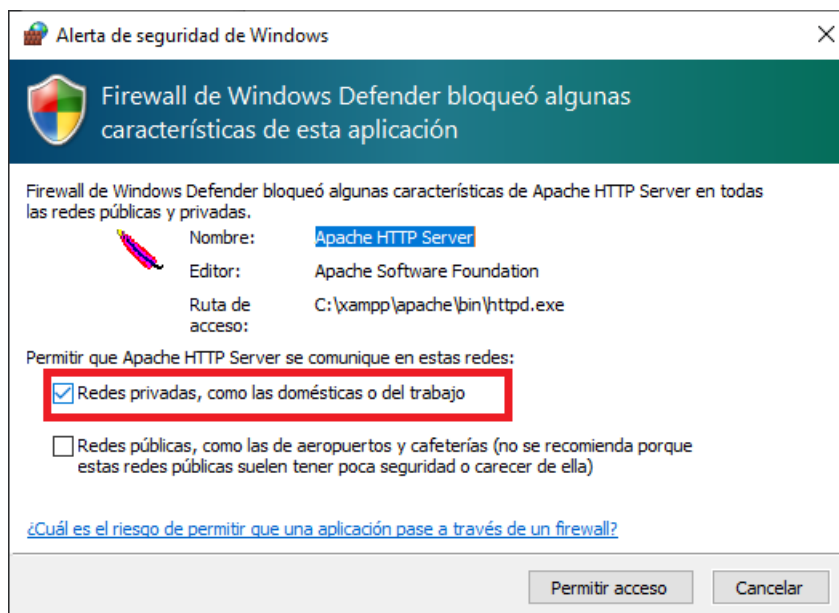 Alerta de seguridad de Windows
Firewall de Windows Defender bloqueó algunas
características de esta aplicación
Firewall de Windows Defender bloqueó algunas características de Apache HTTP Server en todas
las redes públicas y privadas.
Nombre: Apache HTTP Server
Editor: Apache Software Foundation
Ruta de C:\xampp\apache\bin\httpd.exe
acceso:
Permitir que Apache HTTP Server se comunique en estas redes:
Redes privadas, como las domésticas o del trabajo
Redes públicas, como las de aeropuertos y cafeterías (no se recomienda porque
estas redes públicas suelen tener poca seguridad o carecer de ella)
¿Cuál es el riesgo de permitir que una aplicación pase a través de un firewall?
Permitir acceso Cancelar